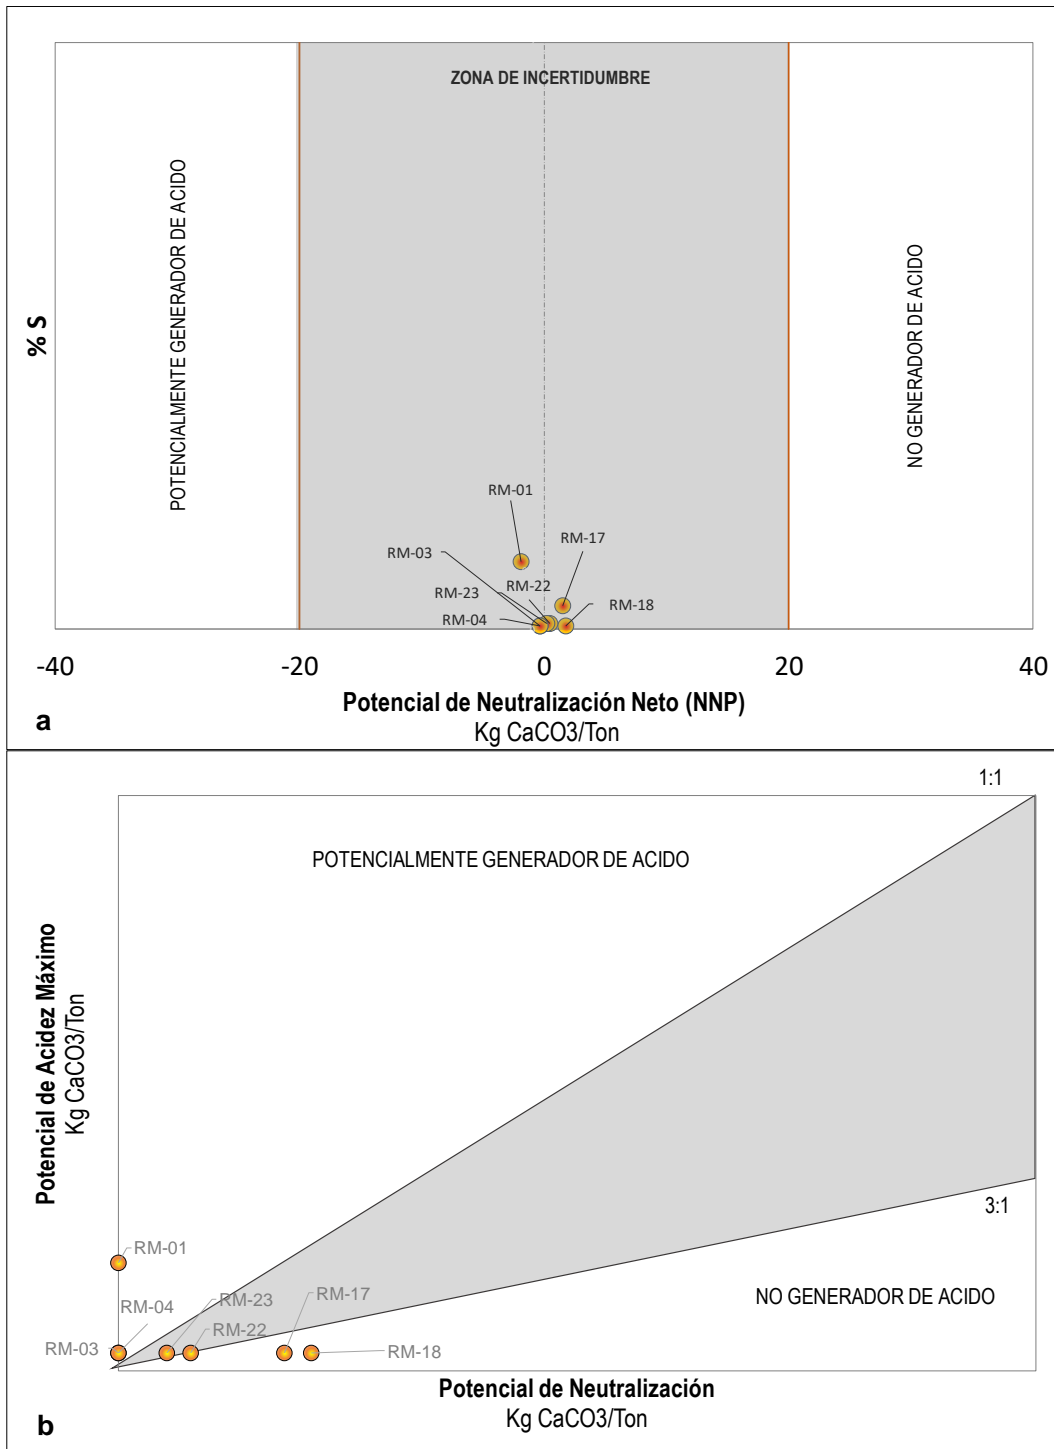 ZONA DE INCERTIDUMBRE
POTENCIALMENTE GENERADOR DE ACIDO
NO GENERADOR DE ACIDO
% S
RM-01
RM-17
RM-03
RM-22
RM-23
RM-18
RM-04
-40
-20
0
20
40
Potencial de Neutralización Neto (NNP)
Kg CaCO3/Ton
a
1:1
POTENCIALMENTE GENERADOR DE ACIDO
Potencial de Acidez Máximo
Kg CaCO3/Ton
3:1
RM-01
RM-23
RM-17
NO GENERADOR DE ACIDO
RM-04
RM-22
RM-03
RM-18
Potencial de Neutralización
Kg CaCO3/Ton
b